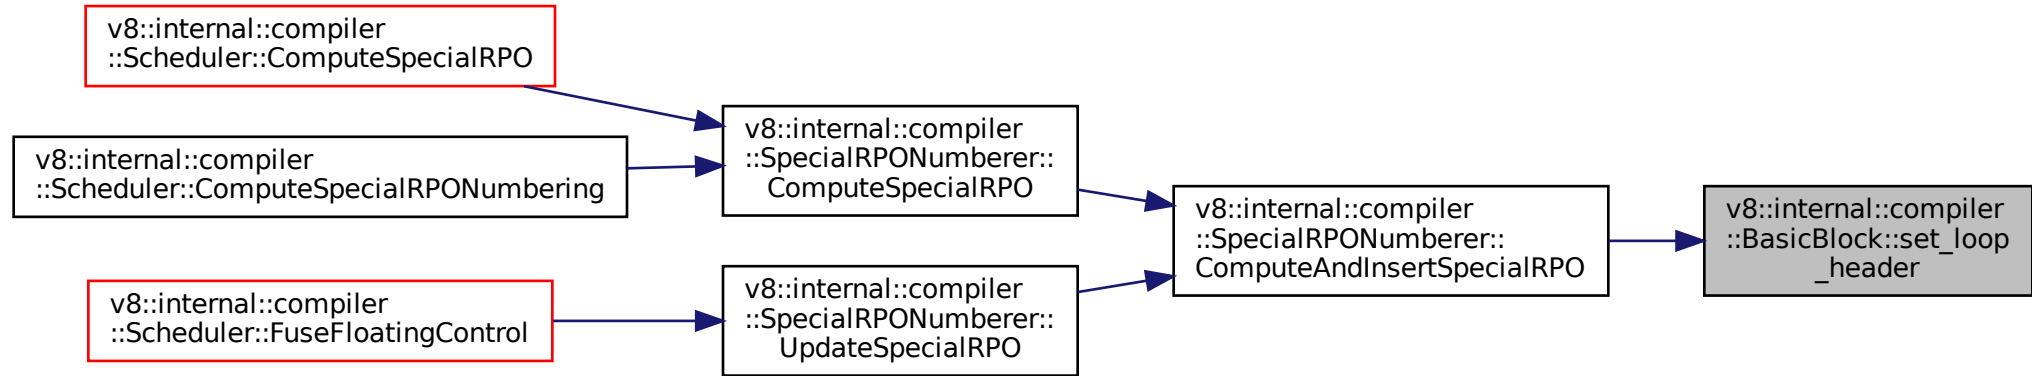 v8::internal::compiler
::Scheduler::ComputeSpecialRPO
v8::internal::compiler
::Scheduler::ComputeSpecialRPONumbering
v8::internal::compiler
::Scheduler::FuseFloatingControl
v8::internal::compiler
::SpecialRPONumberer::
ComputeSpecialRPO
v8::internal::compiler
::SpecialRPONumberer::
UpdateSpecialRPO
v8::internal::compiler
::SpecialRPONumberer::
ComputeAndInsertSpecialRPO
v8::internal::compiler
::BasicBlock::set_loop
_header